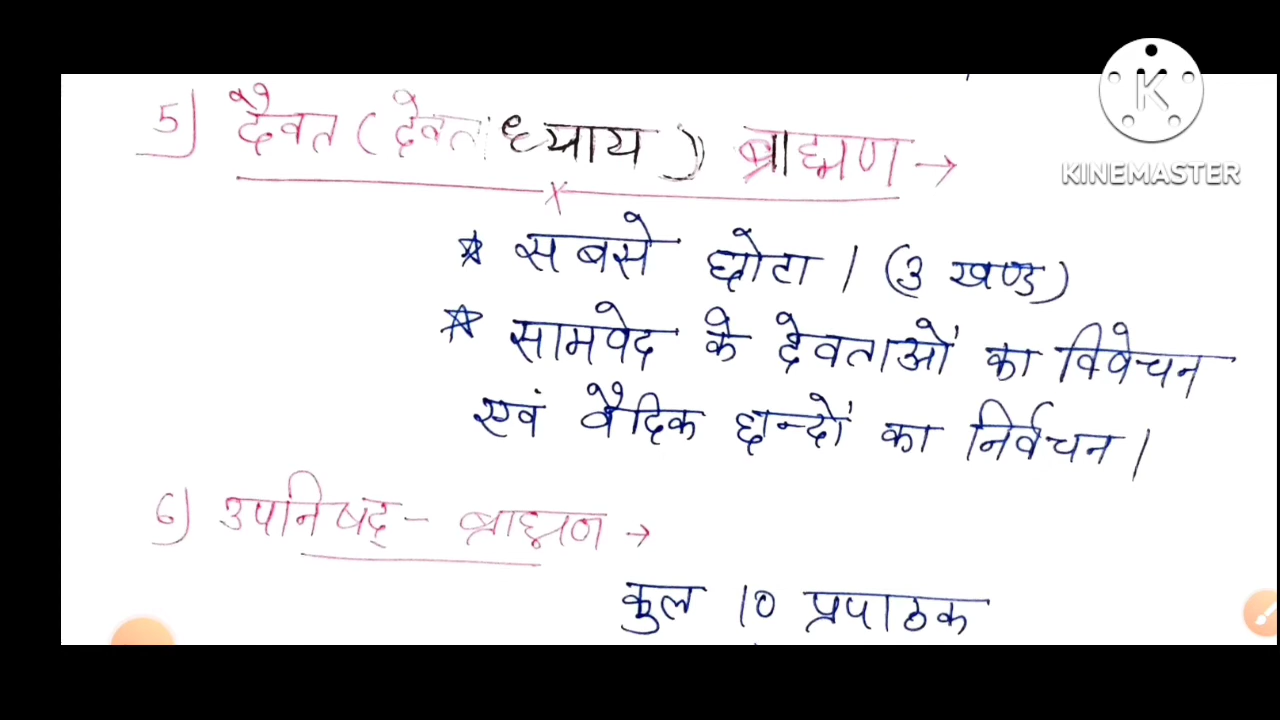 5) दैवत (देवताध्याय) ब्राह्मण →
K
KINEMASTER
* सबसे छोटा। (3 खण्ड)
* सामवेद के देवताओं का विवेचन
एवं वैदिक छन्दों का निर्वचन।
6) उपनिषद् - ब्राह्मण →
कुल 10 प्रपाठक